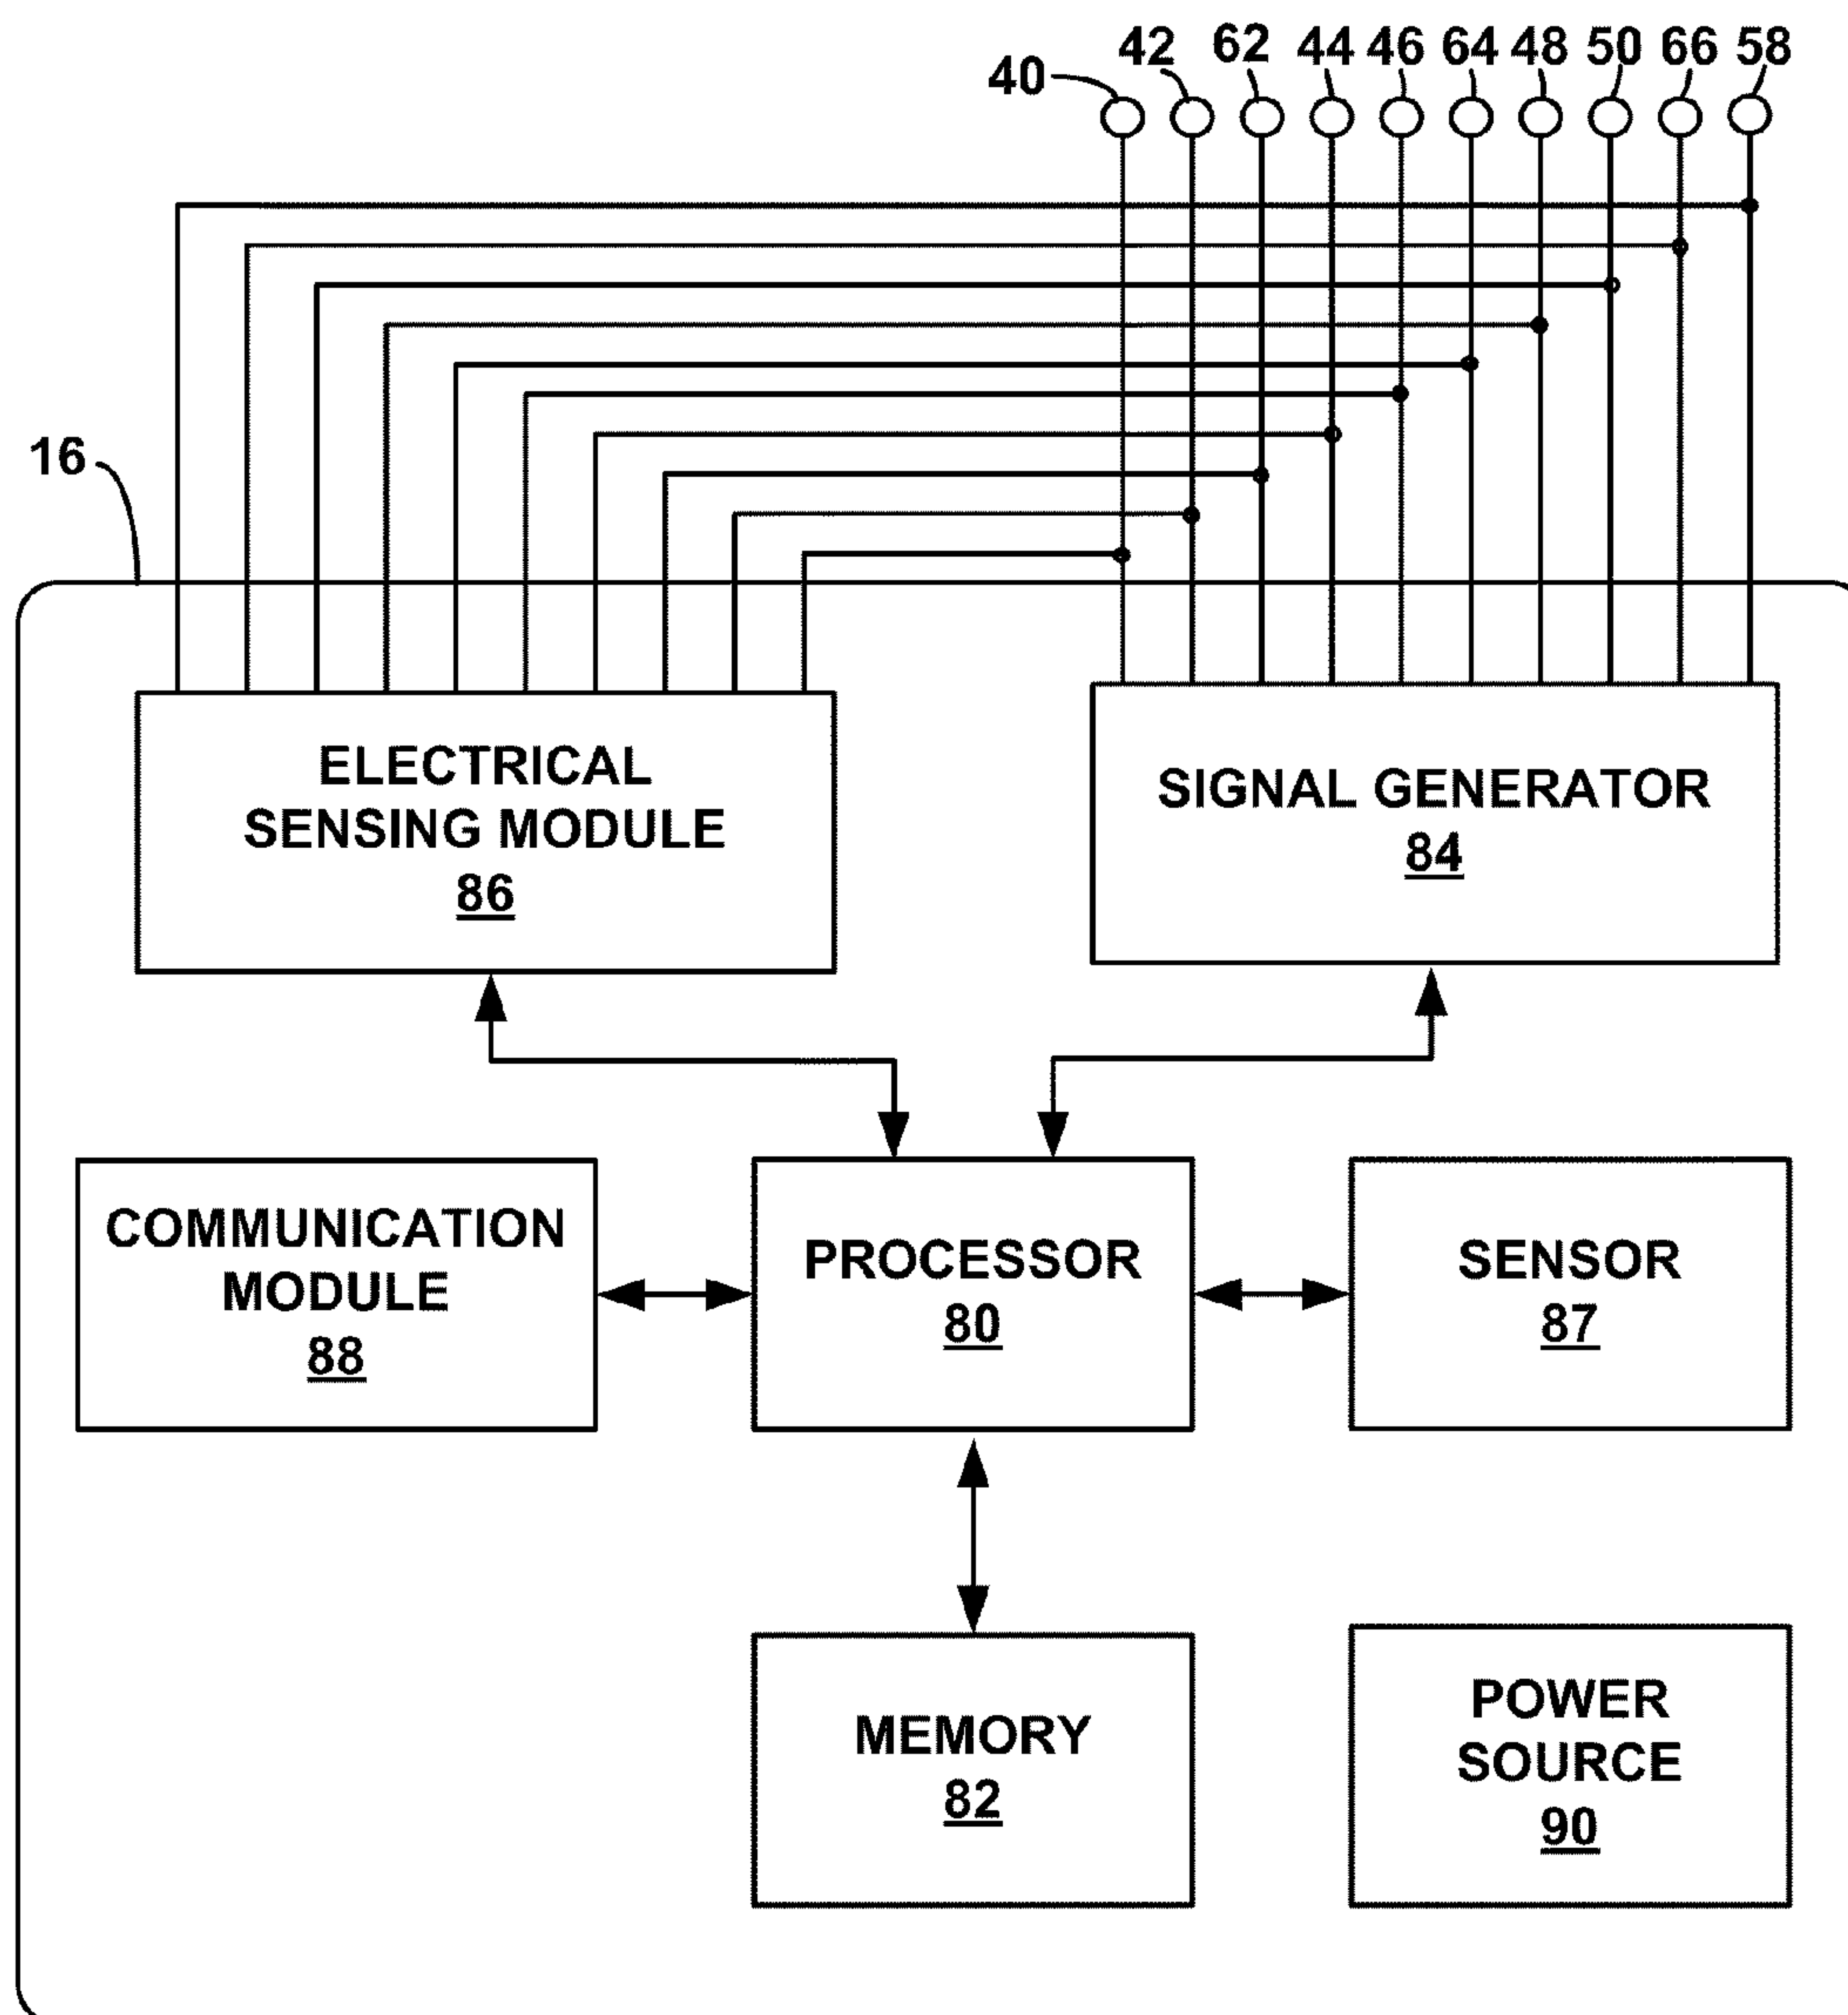 40 42 62 44 46 64 48 50 66 58
16
ELECTRICAL
SENSING MODULE
86
SIGNAL GENERATOR
84
COMMUNICATION
MODULE
88
PROCESSOR
80
SENSOR
87
MEMORY
82
POWER
SOURCE
90